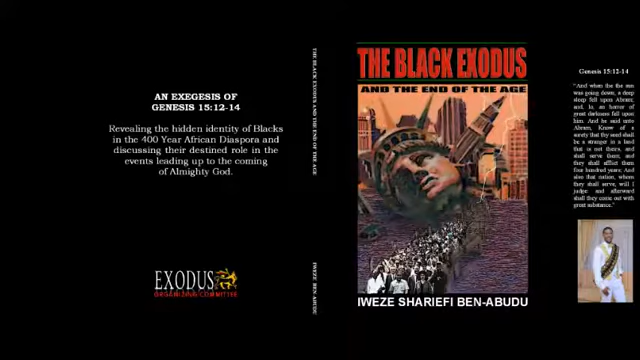 AN EXEGESIS OF
GENESIS 15:12-14
Revealing the hidden identity of Blacks
in the 400 Year African Diaspora and
discussing their destined role in the
events leading up to the coming
of Almighty God.
EXODUS
ORGANIZING COMMITTEE
THE BLACK EXODUS AND THE END OF THE AGE
IWEZE BEN-ABUDU
THE BLACK EXODUS
AND THE END OF THE AGE
IWEZE SHARIEFI BEN-ABUDU
Genesis 15:12-14
"And when the the sun
was going down, a deep
sleep fell upon Abram;
and, lo, an horror of
great darkness fell upon
him. And he said unto
Abram, Know of a
surety that thy seed shall
be a stranger in a land
that is not theirs, and
shall serve them, and
they shall afflict them
four hundred years; And
also that nation, whom
they shall serve, will I
judge and afterward
shall they come out with
great substance."